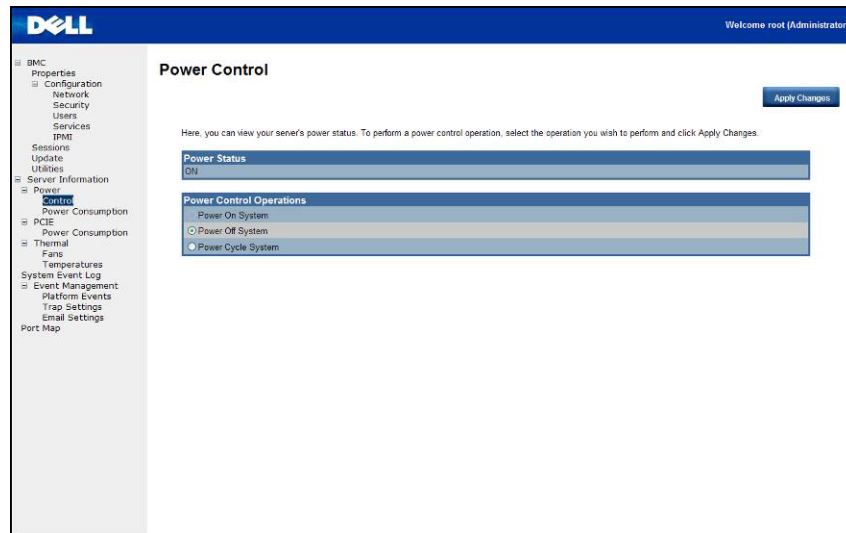 DELL
Welcome root (Administrator
BMC
Properties
Configuration
Network
Security
Users
Services
IPMI
Sessions
Update
Utilities
Server Information
Power
Control
Power Consumption
PCIE
Power Consumption
Thermal
Fans
Temperatures
System Event Log
Event Management
Platform Events
Trap Settings
Email Settings
Port Map
Power Control
Apply Changes
Here, you can view your server's power status. To perform a power control operation, select the operation you wish to perform and click Apply Changes.
Power Status
ON
Power Control Operations
Power On System
Power Off System
Power Cycle System